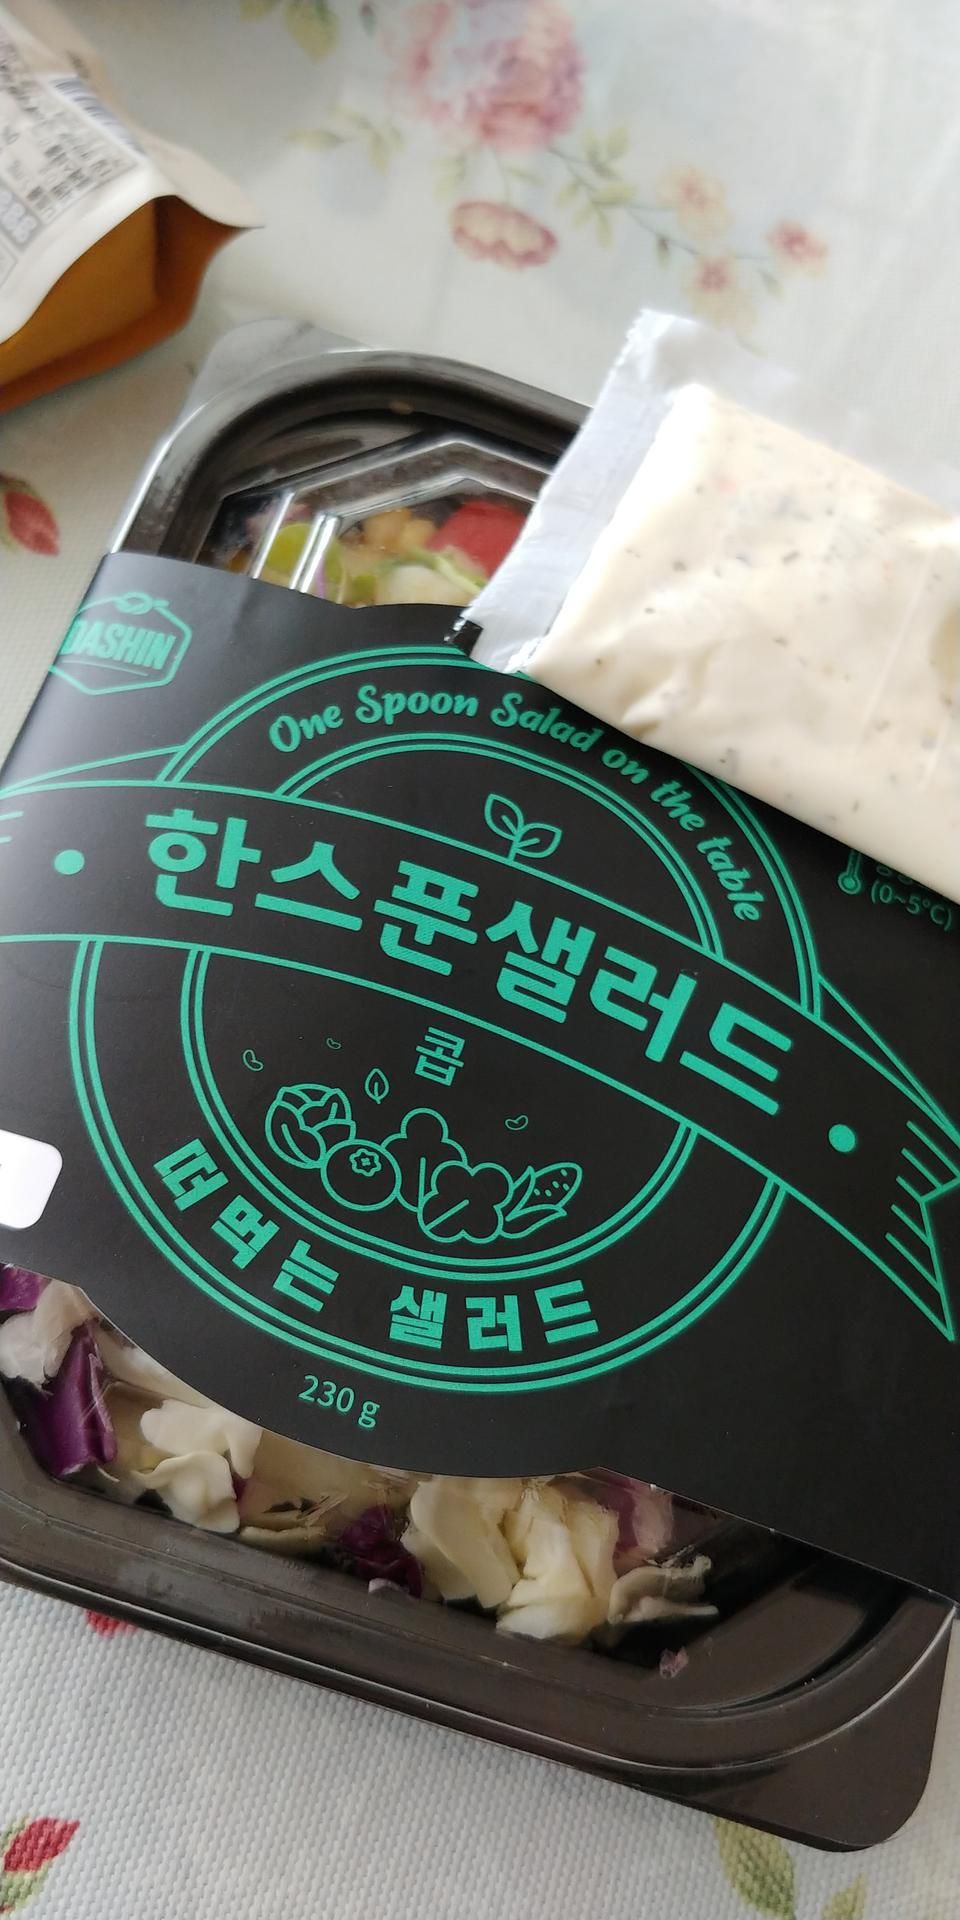 DASHIN
One Spoon Salad on the table
한스푼샐러드
콥
떠먹는 샐러드
230 g
(0~5℃)